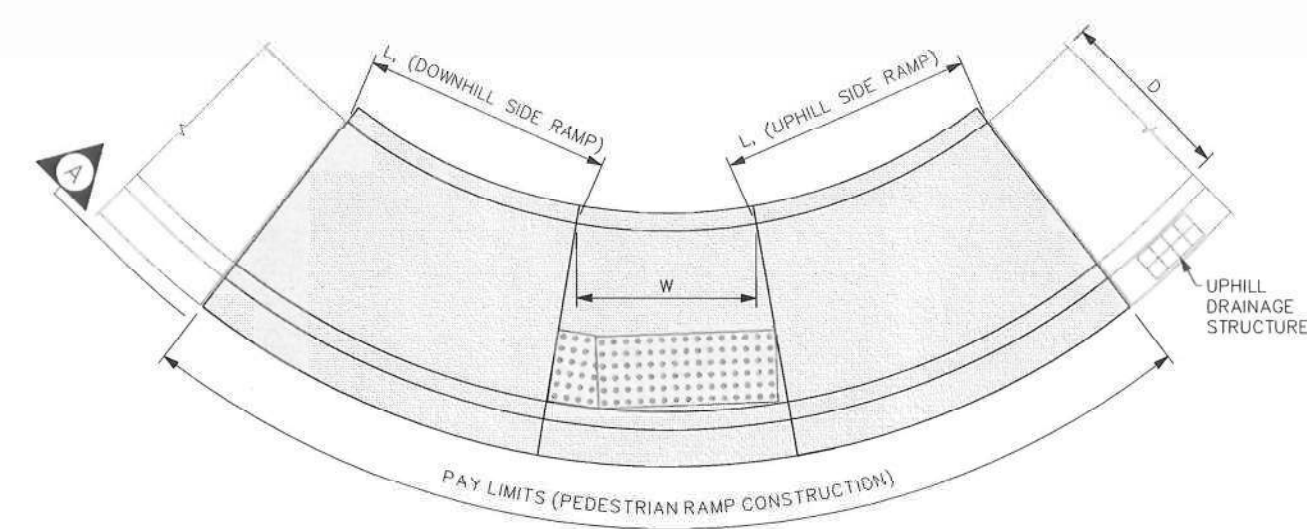 L, (DOWNHILL SIDE RAMP)
L, (UPHILL SIDE RAMP)
D
A
W
UPHILL
DRAINAGE
STRUCTURE
PAY LIMITS (PEDESTRIAN RAMP CONSTRUCTION)